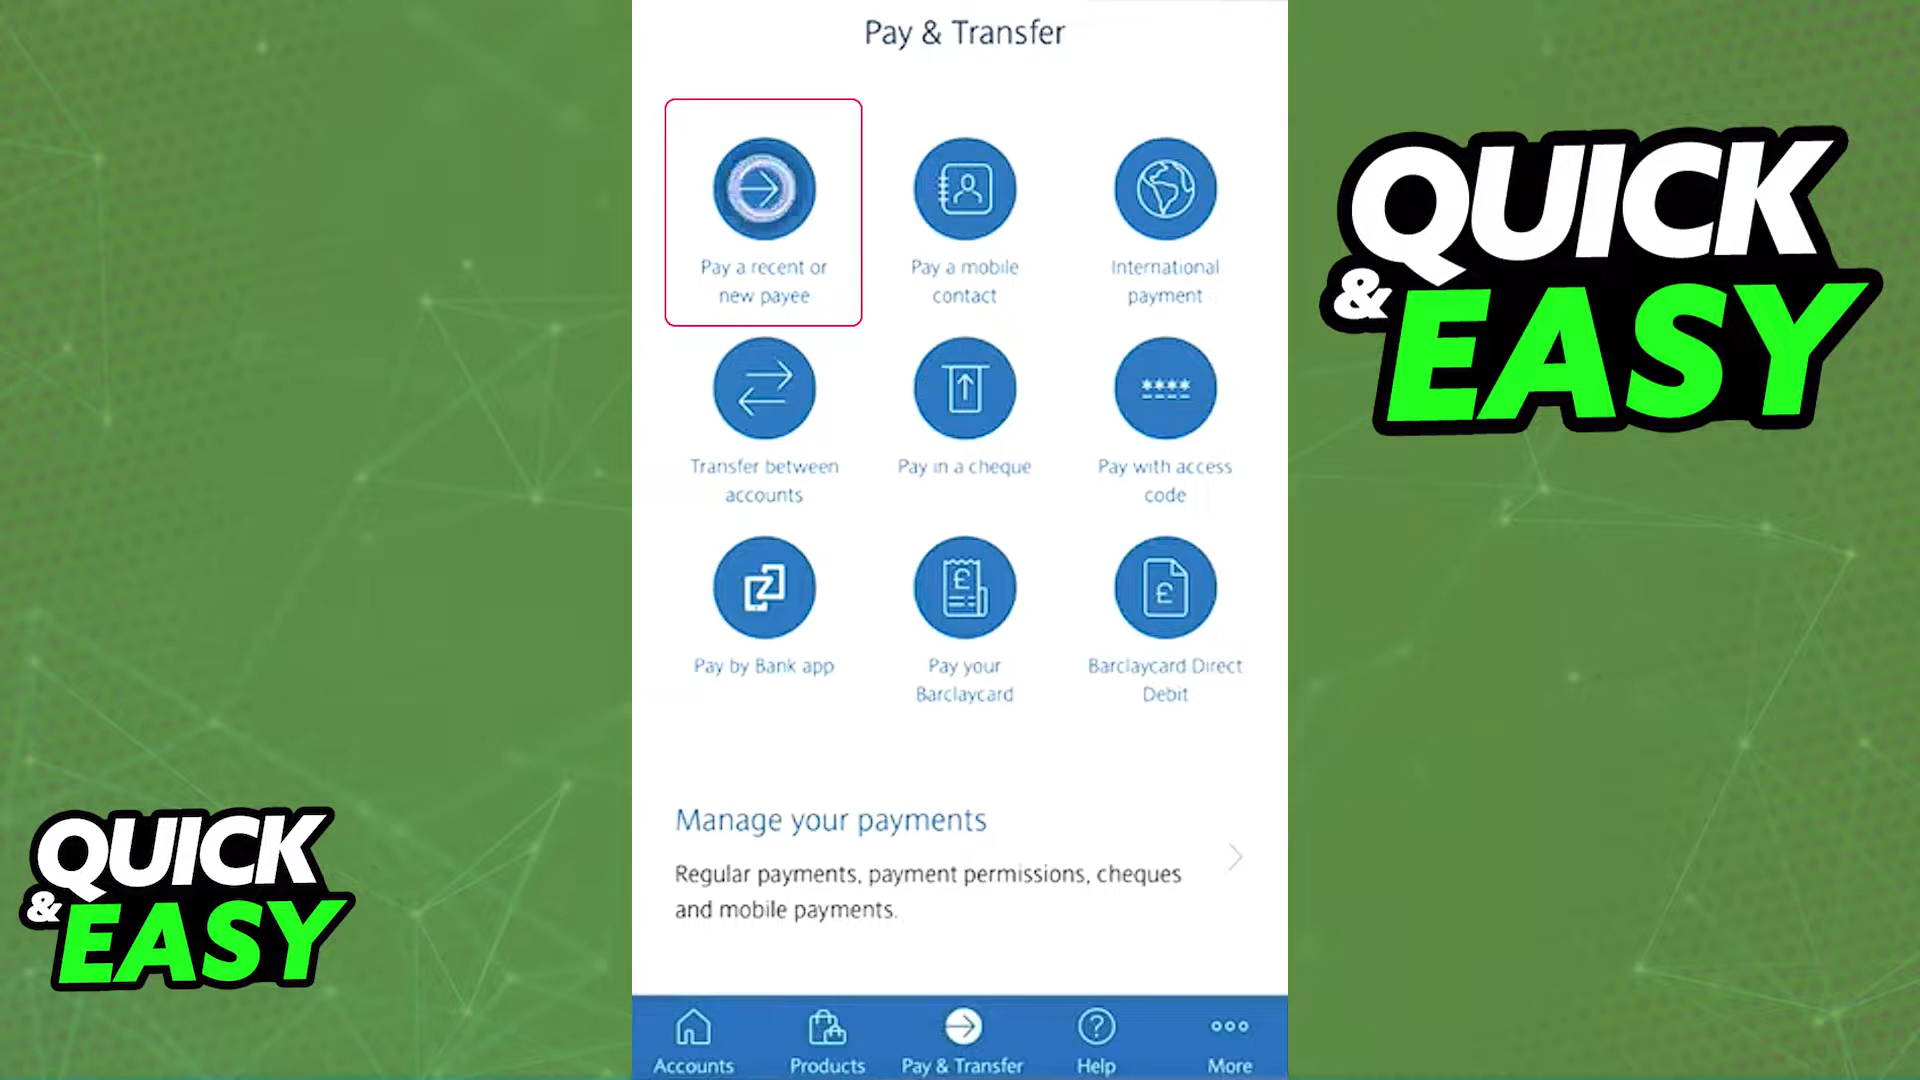 Pay & Transfer
Pay a recent or
new payee
Pay a mobile
contact
International
payment
Transfer between
accounts
Pay in a cheque
Pay with access
code
****
Pay by Bank app
Pay your
Barclaycard
Barclaycard Direct
Debit
£
£
Manage your payments
Regular payments, payment permissions, cheques
and mobile payments.
Accounts
Products
Pay & Transfer
Help
More
QUICK
& EASY
QUICK
& EASY